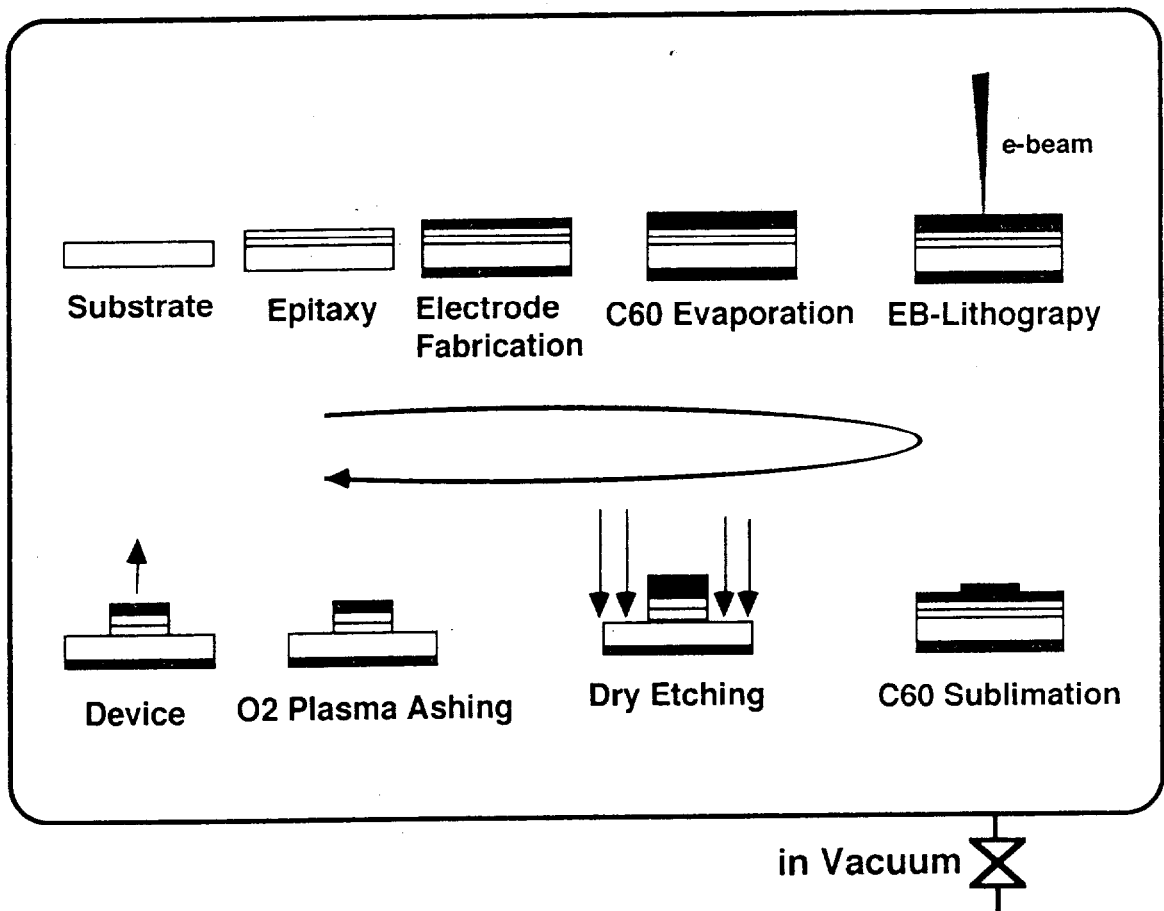 e-beam
Substrate
Epitaxy
Electrode
Fabrication
C60 Evaporation
EB-Lithograpy
Device
O2 Plasma Ashing
Dry Etching
C60 Sublimation
in Vacuum